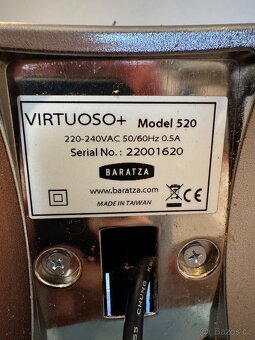 VIRTUOSO+ Model 520
220-240VAC 50/60Hz 0.5A
Serial No.: 22001620
BARATZA
www.baratza.com
MADE IN TAIWAN
CE